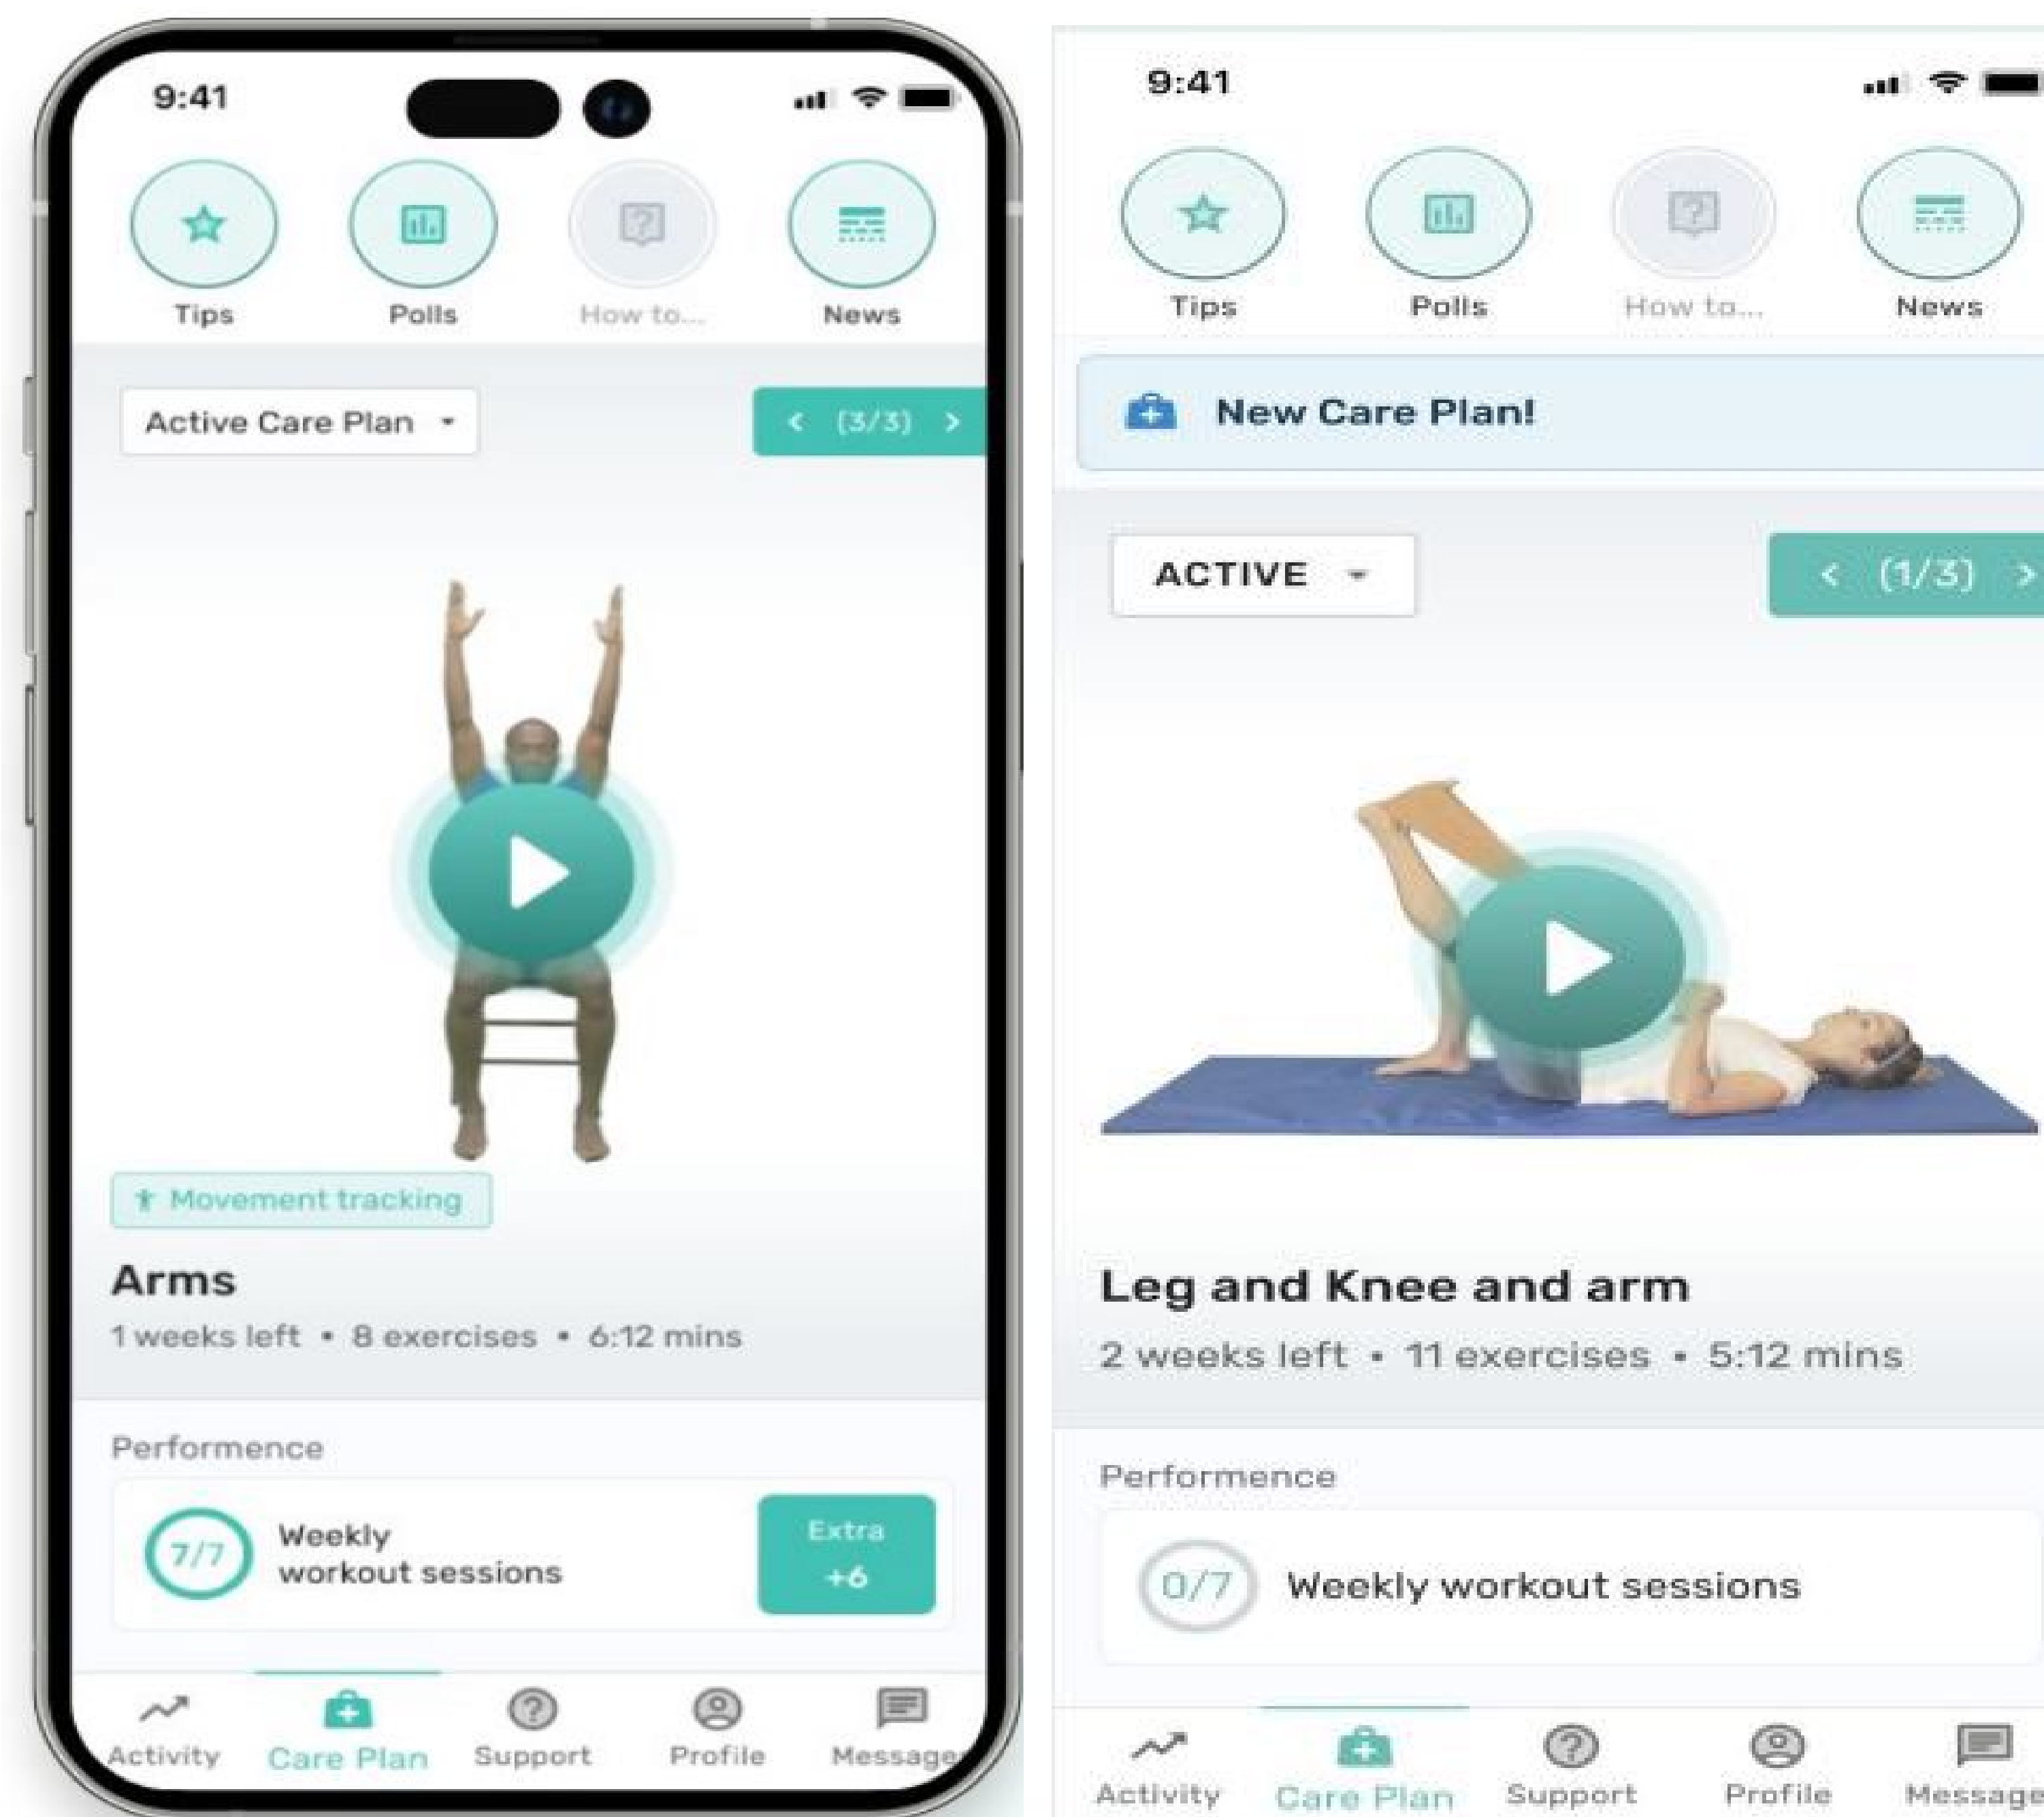 9:41
Tips
Polls
How to...
News
Active Care Plan
(3/3)
Movement tracking
Arms
1 weeks left • 8 exercises • 6:12 mins
Performence
7/7
Weekly
workout sessions
Extra
+6
Activity
Care Plan
Support
Profile
Message
9:41
Tips
Polls
How to...
News
New Care Plan!
ACTIVE
(1/3)
Leg and Knee and arm
2 weeks left • 11 exercises • 5:12 mins
Performence
0/7
Weekly workout sessions
Activity
Care Plan
Support
Profile
Message